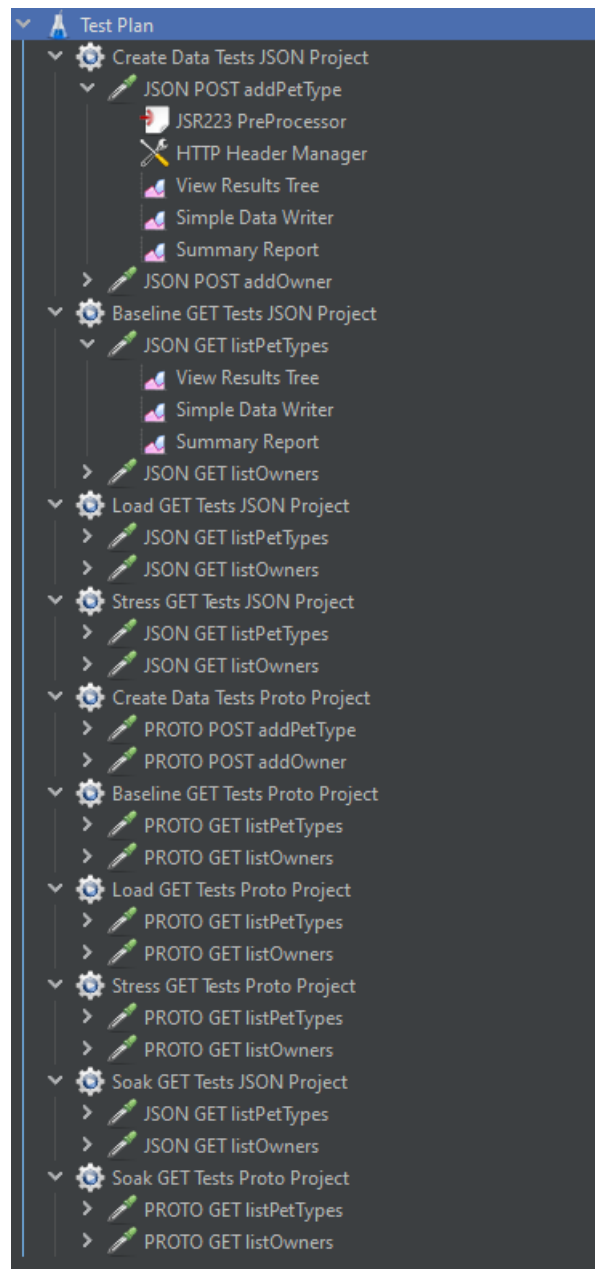 Test Plan
Create Data Tests JSON Project
JSON POST addPetType
JSR223 PreProcessor
HTTP Header Manager
View Results Tree
Simple Data Writer
Summary Report
JSON POST addOwner
Baseline GET Tests JSON Project
JSON GET listPetTypes
View Results Tree
Simple Data Writer
Summary Report
JSON GET listOwners
Load GET Tests JSON Project
JSON GET listPetTypes
JSON GET listOwners
Stress GET Tests JSON Project
JSON GET listPetTypes
JSON GET listOwners
Create Data Tests Proto Project
PROTO POST addPetType
PROTO POST addOwner
Baseline GET Tests Proto Project
PROTO GET listPetTypes
PROTO GET listOwners
Load GET Tests Proto Project
PROTO GET listPetTypes
PROTO GET listOwners
Stress GET Tests Proto Project
PROTO GET listPetTypes
PROTO GET listOwners
Soak GET Tests JSON Project
JSON GET listPetTypes
JSON GET listOwners
Soak GET Tests Proto Project
PROTO GET listPetTypes
PROTO GET listOwners